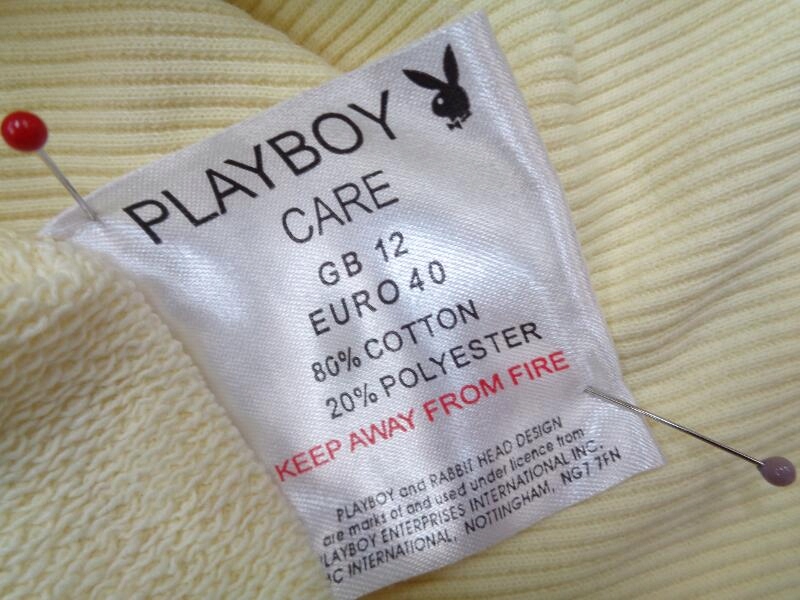 PLAYBOY
CARE
GB 12
EURO 40
80% COTTON
20% POLYESTER
KEEP AWAY FROM FIRE
PLAYBOY and RABBIT HEAD DESIGN
are marks of and used under licence from
PLAYBOY ENTERPRISES INTERNATIONAL INC.
INTERNATIONAL, NOTTINGHAM, NG7 7FN